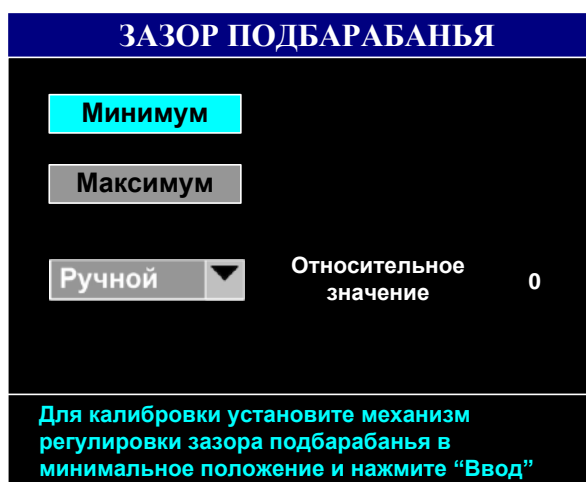 ЗАЗОР ПОДБАРАБАНЬЯ
Минимум
Максимум
Ручной
Относительное
значение
0
Для калибровки установите механизм
регулировки зазора подбарабанья в
минимальное положение и нажмите “Ввод”